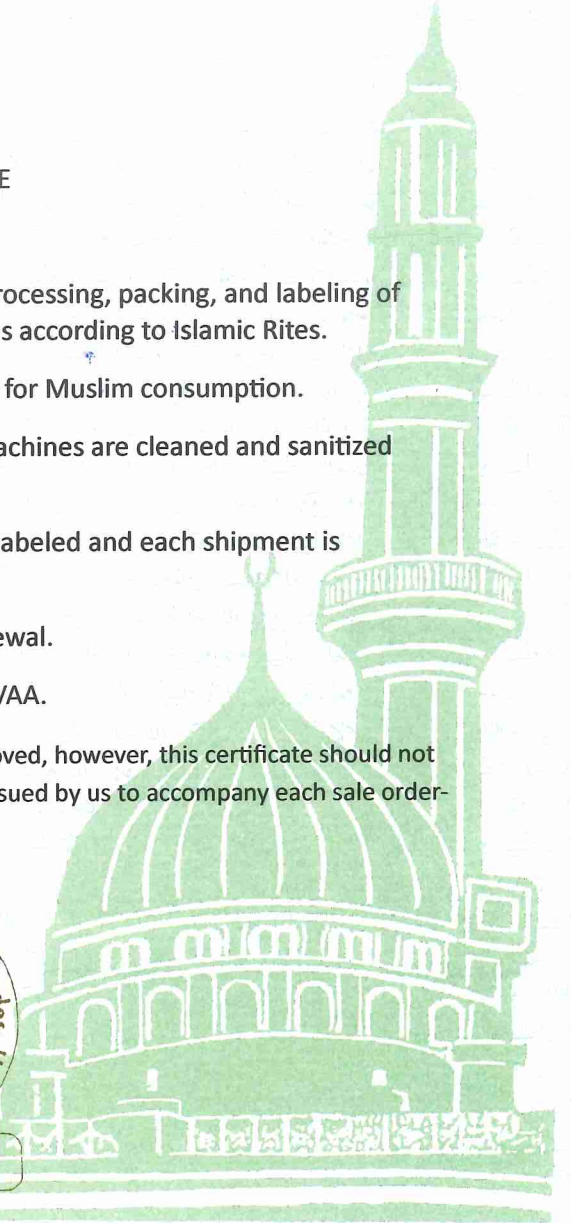 E
rocessing, packing, and labeling of
s according to Islamic Rites.
for Muslim consumption.
achines are cleaned and sanitized
abeled and each shipment is
ewal.
/AA.
oved, however, this certificate should not
sued by us to accompany each sale order-